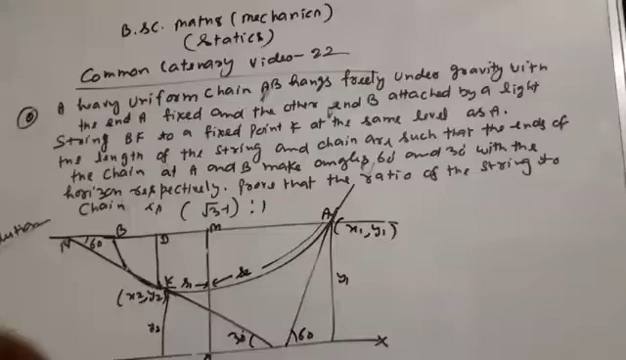 B.Sc. maths (mechanics)
(Statics)
Common Catenary video-22
A heavy uniform chain AB hangs freely under gravity with
the end A fixed and the other end B attached by a light
String BK to a fixed point K at the same level as A.
The length of the string and chain are such that the ends of
the chain at A and B make angles 60 and 30 with the
horizon respectively. Prove that the ratio of the string to
Chain is (√3-1) : 1
N 60 B D M A (x1, y1)
K s1 s2
(x2, y2) y1
y2 30 60 X